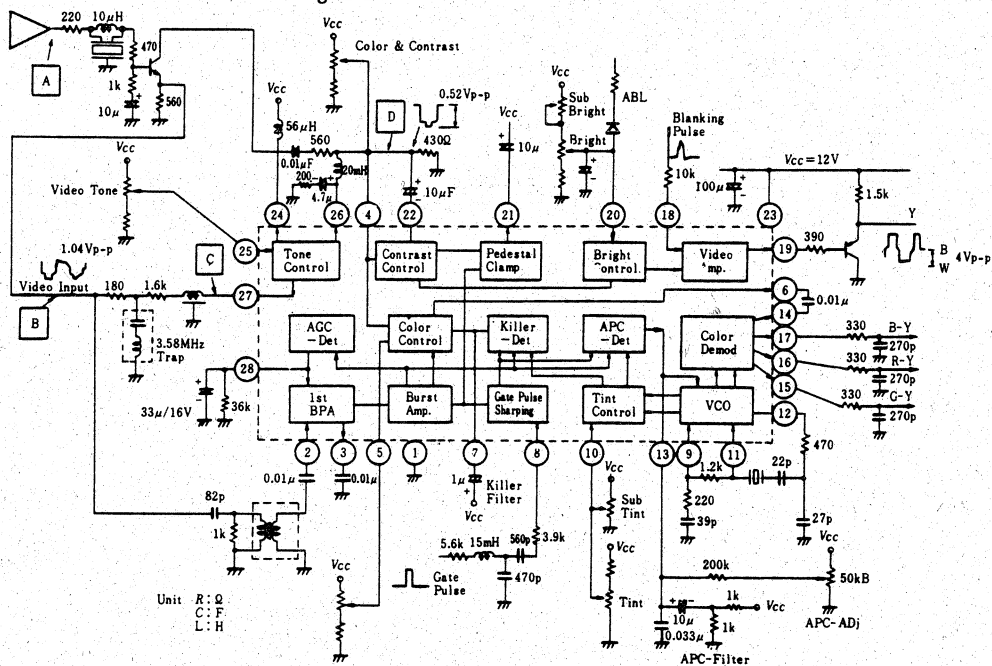 220
10μH
A
470
1k
10μ
+
560
Vcc
Color & Contrast
Vcc
56μH
0.01μF
560
200
4.7μ
20mH
D
0.52Vp-p
430Ω
10μF
Vcc
10μ
Vcc
Sub
Bright
Bright
ABL
Blanking
Pulse
10k
100μ
Vcc=12V
1.5k
Y
390
B
W
4Vp-p
Vcc
Video Tone
1.04Vp-p
Video Input
B
180
1.6k
C
3.58MHz
Trap
24
26
4
22
21
20
18
23
25
27
28
19
6
14
17
16
15
12
0.01μ
Tone
Control
Contrast
Control
Pedestal
Clamp
Bright
Control.
Video
Amp.
AGC
-Det
Color
Control
Killer
-Det
APC
-Det
Color
Demod
1st
BPA
Burst
Amp.
Gate Pulse
Sharping
Tint
Control
VCO
330
B-Y
270p
330
R-Y
270p
330
G-Y
270p
33μ/16V
36k
2
3
5
1
7
8
10
13
9
11
0.01μ
0.01μ
82p
1k
1μ
Killer
Filter
Vcc
Vcc
Sub
Tint
Tint
1.2k
22p
470
220
39p
27p
5.6k
15mH
560p
3.9k
470p
Gate
Pulse
Vcc
200k
Vcc
50kB
APC-ADj
10μ
0.033μ
1k
1k
Vcc
APC-Filter
Unit R:Ω
C:F
L:H